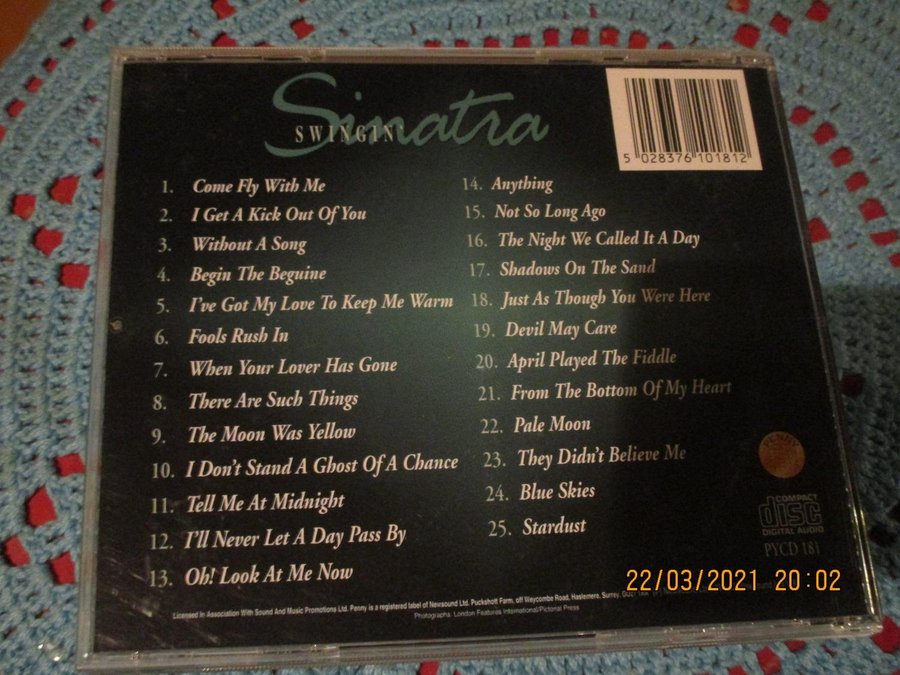 Sinatra
SWINGIN'
5 028376 101812
1. Come Fly With Me
2. I Get A Kick Out Of You
3. Without A Song
4. Begin The Beguine
5. I've Got My Love To Keep Me Warm
6. Fools Rush In
7. When Your Lover Has Gone
8. There Are Such Things
9. The Moon Was Yellow
10. I Don't Stand A Ghost Of A Chance
11. Tell Me At Midnight
12. I'll Never Let A Day Pass By
13. Oh! Look At Me Now
14. Anything
15. Not So Long Ago
16. The Night We Called It A Day
17. Shadows On The Sand
18. Just As Though You Were Here
19. Devil May Care
20. April Played The Fiddle
21. From The Bottom Of My Heart
22. Pale Moon
23. They Didn't Believe Me
24. Blue Skies
25. Stardust
PENNY
COMPACT
disc
DIGITAL AUDIO
PYCD 181
22/03/2021 20:02
Licensed In Association With Sound And Music Promotions Ltd. Penny is a registered label of Newsound Ltd. Puckshott Farm, off Weycombe Road, Haslemere, Surrey.
Photographs: London Features International/Pictorial Press